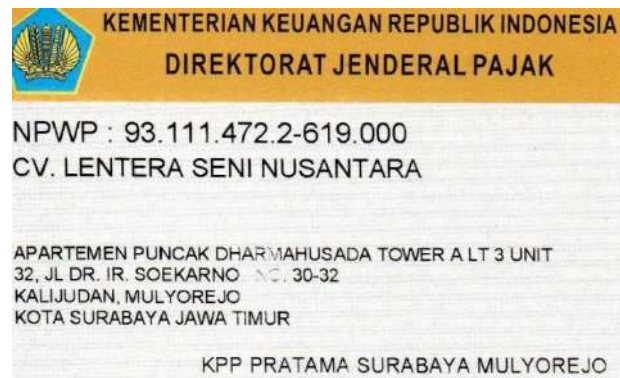 KEMENTERIAN KEUANGAN REPUBLIK INDONESIA
DIREKTORAT JENDERAL PAJAK
NPWP : 93.111.472.2-619.000
CV. LENTERA SENI NUSANTARA
APARTEMEN PUNCAK DHARMAHUSADA TOWER A LT 3 UNIT
32, JL DR. IR. SOEKARNO NO. 30-32
KALIJUDAN, MULYOREJO
KOTA SURABAYA JAWA TIMUR
KPP PRATAMA SURABAYA MULYOREJO